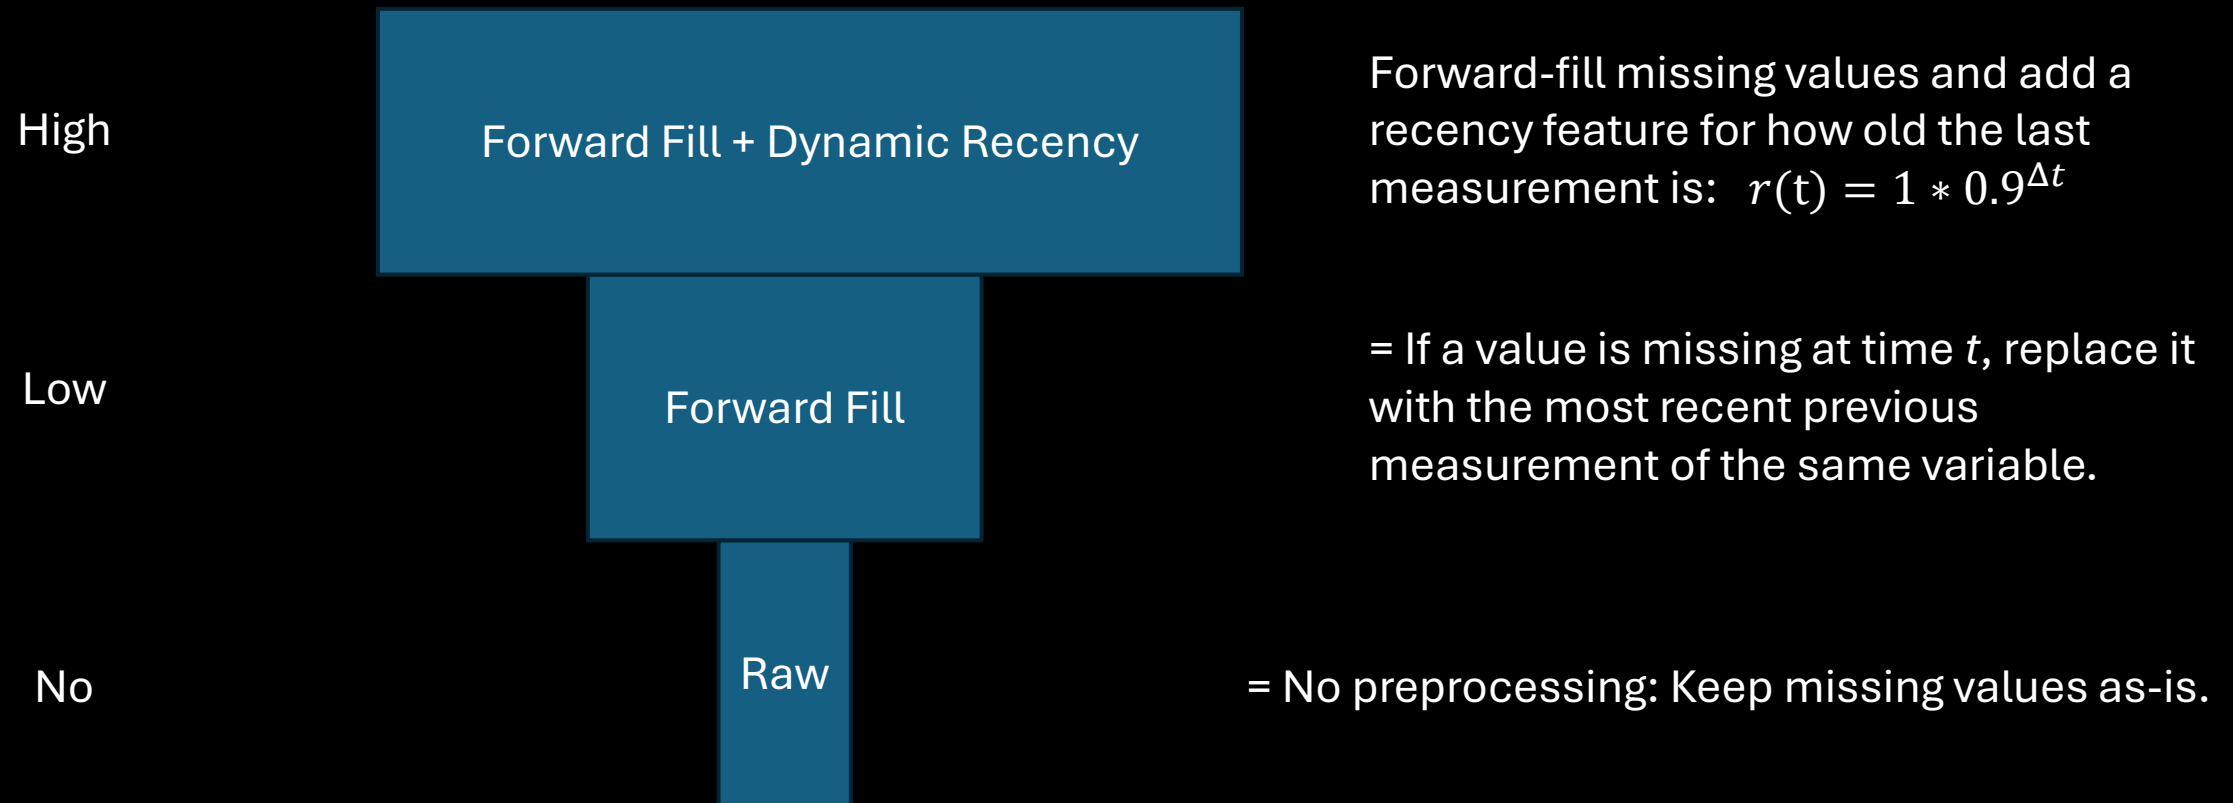 High
Forward Fill + Dynamic Recency
Forward-fill missing values and add a
recency feature for how old the last
measurement is: r(t) = 1 ∗ 0.9^Δt
Low
Forward Fill
= If a value is missing at time t, replace it
with the most recent previous
measurement of the same variable.
No
Raw
= No preprocessing: Keep missing values as-is.